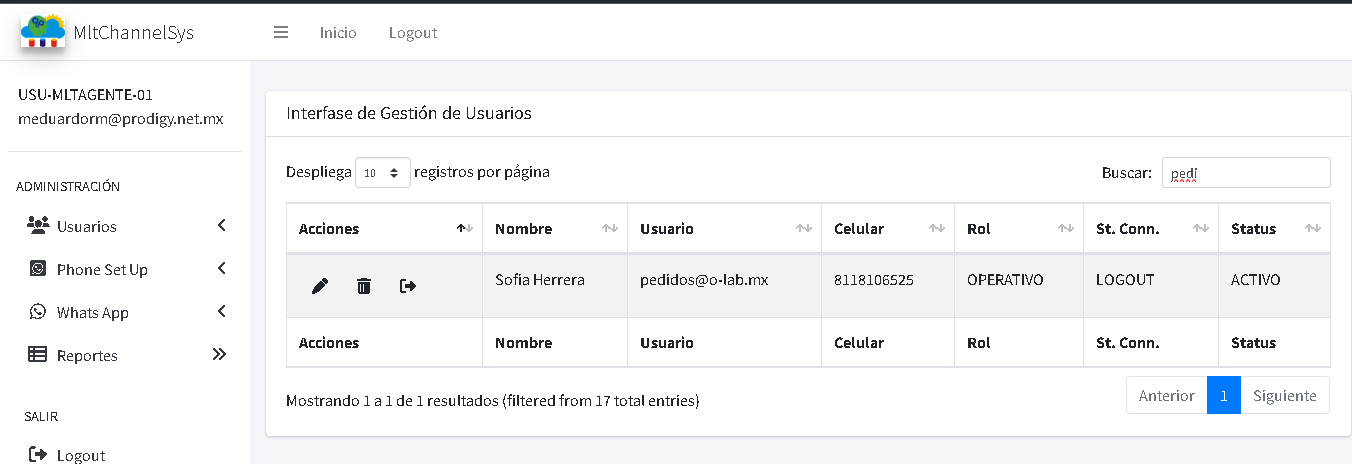 MltChannelSys
Inicio Logout
USU-MLTAGENTE-01
meduardorm@prodigy.net.mx
ADMINISTRACIÓN
Usuarios
Phone Set Up
Whats App
Reportes
SALIR
Logout
Interfase de Gestión de Usuarios
Despliega 10 registros por página
Buscar: pedi
Acciones Nombre Usuario Celular Rol St. Conn. Status
Sofia Herrera pedidos@o-lab.mx 8118106525 OPERATIVO LOGOUT ACTIVO
Acciones Nombre Usuario Celular Rol St. Conn. Status
Mostrando 1 a 1 de 1 resultados (filtered from 17 total entries)
Anterior 1 Siguiente